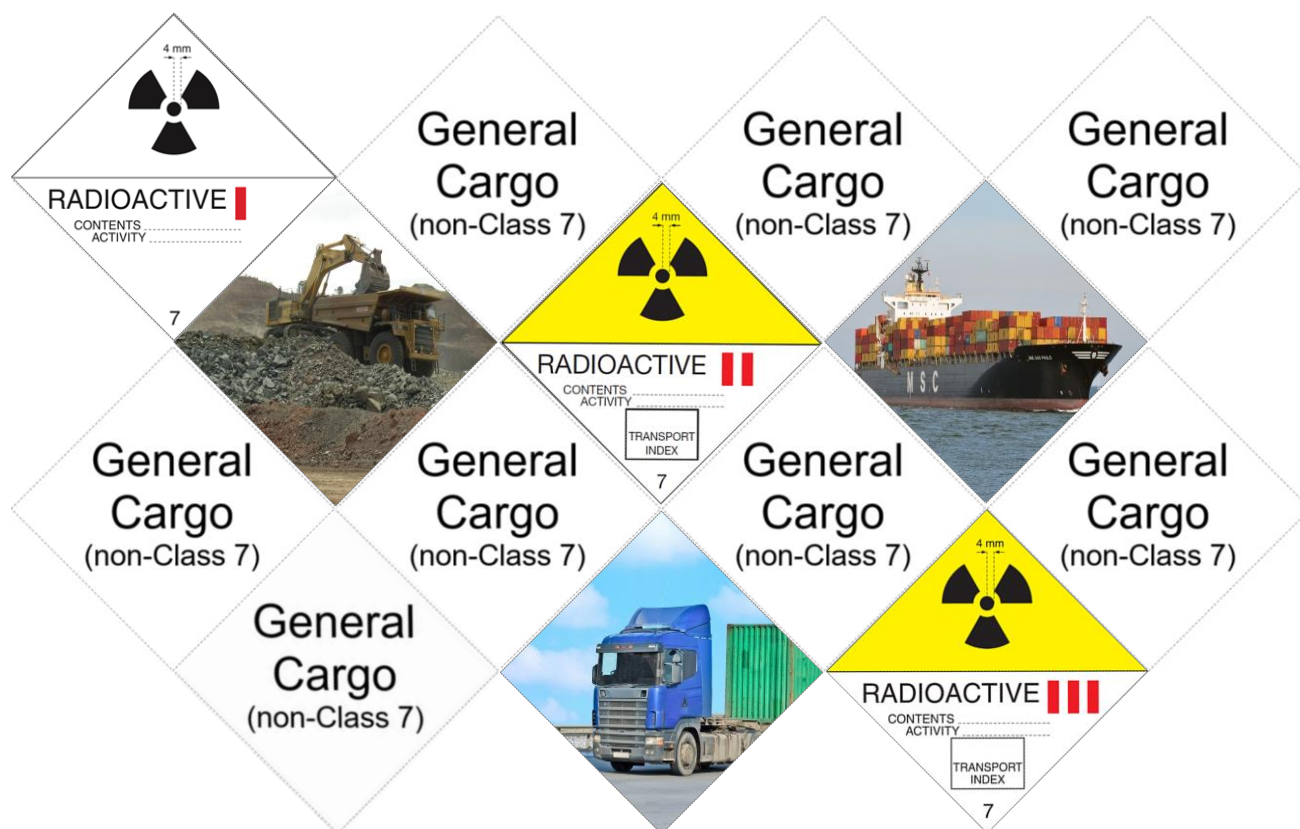 4 mm
RADIOACTIVE I
CONTENTS
ACTIVITY
7
General
Cargo
(non-Class 7)
General
Cargo
(non-Class 7)
General
Cargo
(non-Class 7)
4 mm
RADIOACTIVE II
CONTENTS
ACTIVITY
TRANSPORT
INDEX
7
MSC
General
Cargo
(non-Class 7)
General
Cargo
(non-Class 7)
General
Cargo
(non-Class 7)
General
Cargo
(non-Class 7)
General
Cargo
(non-Class 7)
4 mm
RADIOACTIVE III
CONTENTS
ACTIVITY
TRANSPORT
INDEX
7